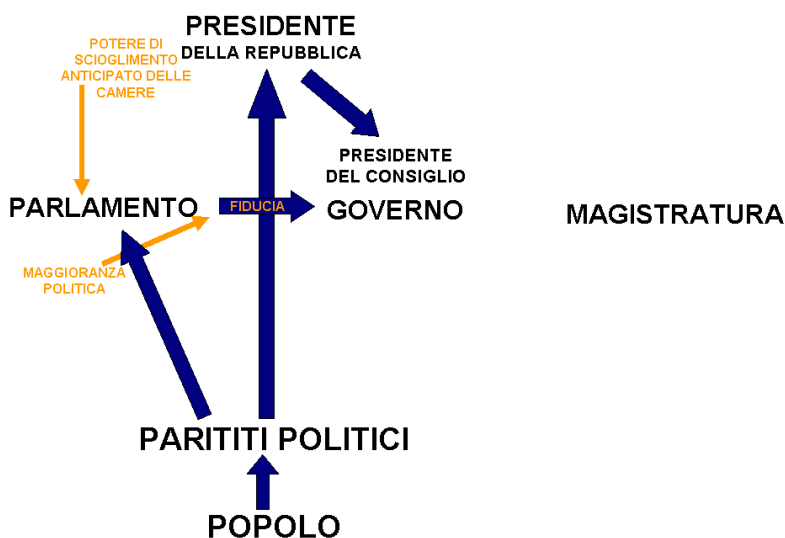 PRESIDENTE
DELLA REPUBBLICA
POTERE DI
SCIOGLIMENTO
ANTICIPATO DELLE
CAMERE
PRESIDENTE
DEL CONSIGLIO
PARLAMENTO
FIDUCIA
GOVERNO
MAGISTRATURA
MAGGIORANZA
POLITICA
PARITITI POLITICI
POPOLO